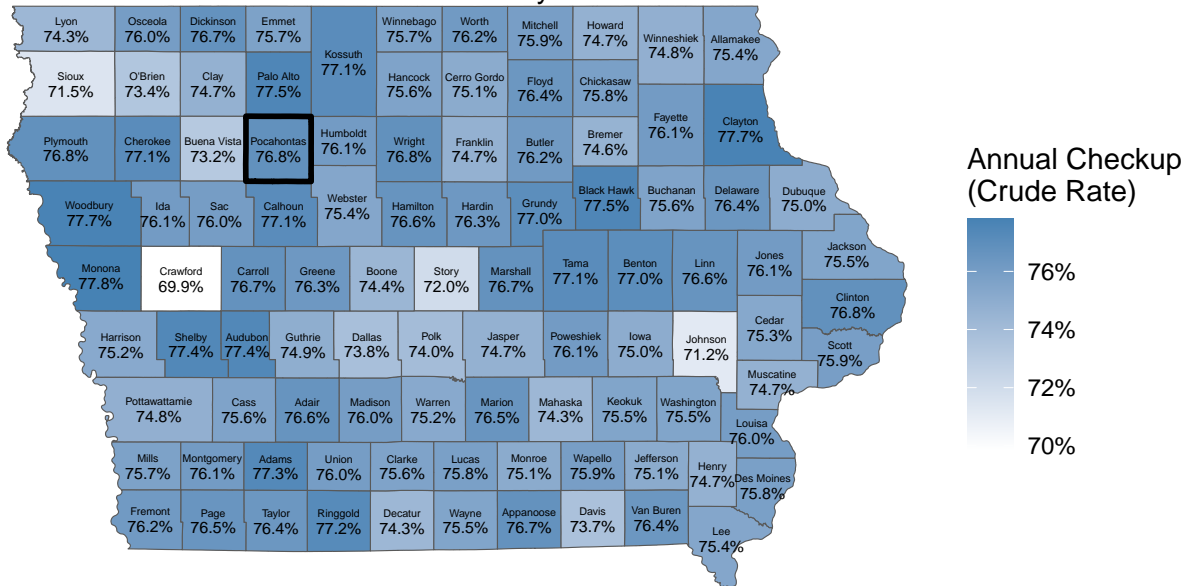 Lyon
74.3%
Osceola
76.0%
Dickinson
76.7%
Emmet
75.7%
Winnebago
75.7%
Worth
76.2%
Mitchell
75.9%
Howard
74.7%
Winneshiek
74.8%
Allamakee
75.4%
Kossuth
77.1%
Sioux
71.5%
O'Brien
73.4%
Clay
74.7%
Palo Alto
77.5%
Hancock
75.6%
Cerro Gordo
75.1%
Floyd
76.4%
Chickasaw
75.8%
Fayette
76.1%
Clayton
77.7%
Plymouth
76.8%
Cherokee
77.1%
Buena Vista
73.2%
Pocahontas
76.8%
Humboldt
76.1%
Wright
76.8%
Franklin
74.7%
Butler
76.2%
Bremer
74.6%
Woodbury
77.7%
Ida
76.1%
Sac
76.0%
Calhoun
77.1%
Webster
75.4%
Hamilton
76.6%
Hardin
76.3%
Grundy
77.0%
Black Hawk
77.5%
Buchanan
75.6%
Delaware
76.4%
Dubuque
75.0%
Monona
77.8%
Crawford
69.9%
Carroll
76.7%
Greene
76.3%
Boone
74.4%
Story
72.0%
Marshall
76.7%
Tama
77.1%
Benton
77.0%
Linn
76.6%
Jones
76.1%
Jackson
75.5%
Clinton
76.8%
Harrison
75.2%
Shelby
77.4%
Audubon
77.4%
Guthrie
74.9%
Dallas
73.8%
Polk
74.0%
Jasper
74.7%
Poweshiek
76.1%
Iowa
75.0%
Johnson
71.2%
Cedar
75.3%
Scott
75.9%
Muscatine
74.7%
Pottawattamie
74.8%
Cass
75.6%
Adair
76.6%
Madison
76.0%
Warren
75.2%
Marion
76.5%
Mahaska
74.3%
Keokuk
75.5%
Washington
75.5%
Louisa
76.0%
Mills
75.7%
Montgomery
76.1%
Adams
77.3%
Union
76.0%
Clarke
75.6%
Lucas
75.8%
Monroe
75.1%
Wapello
75.9%
Jefferson
75.1%
Henry
74.7%
Des Moines
75.8%
Fremont
76.2%
Page
76.5%
Taylor
76.4%
Ringgold
77.2%
Decatur
74.3%
Wayne
75.5%
Appanoose
76.7%
Davis
73.7%
Van Buren
76.4%
Lee
75.4%
Annual Checkup
(Crude Rate)
76%
74%
72%
70%